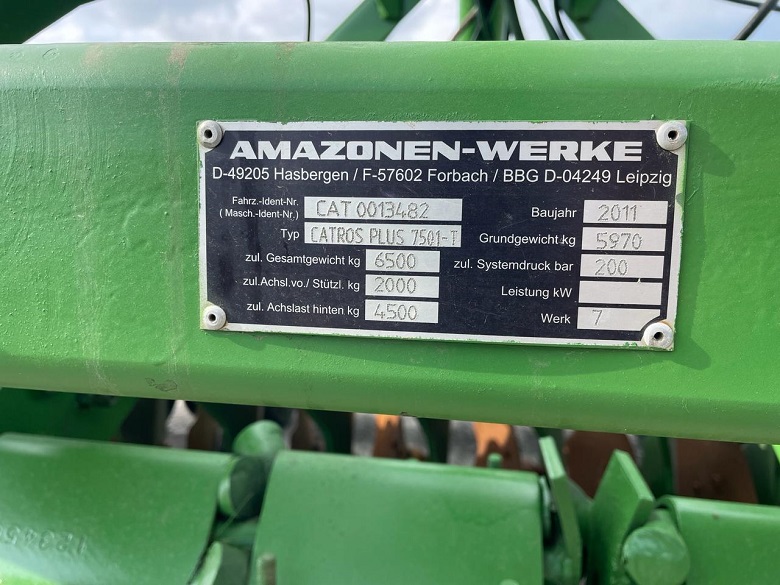 AMAZONEN-WERKE
D-49205 Hasbergen / F-57602 Forbach / BBG D-04249 Leipzig
Fahrz.-Ident-Nr.
( Masch.-Ident-Nr.) CAT 0013482 Baujahr 2011
Typ CATROS PLUS 7501-T Grundgewicht kg 5970
zul. Gesamtgewicht kg 6500 zul. Systemdruck bar 200
zul.Achsl.vo./ Stützl. kg 2000 Leistung kW
zul. Achslast hinten kg 4500 Werk 7